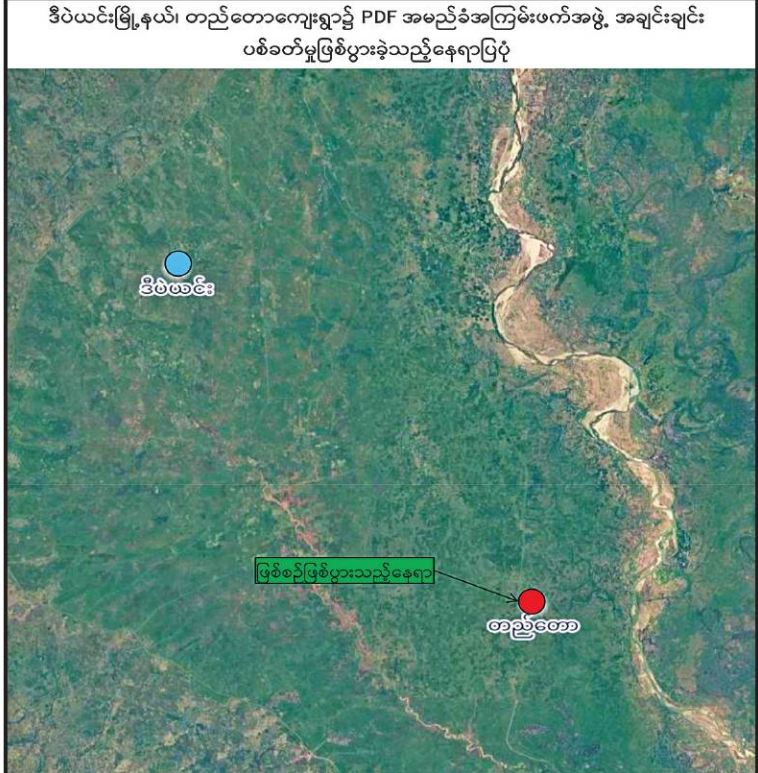 ဒီပဲယင်းမြို့နယ်၊ တည်တောကျေးရွာ၌ PDF အမည်ခံအကြမ်းဖက်အဖွဲ့ အချင်းချင်း
ပစ်ခတ်မှုဖြစ်ပွားခဲ့သည့်နေရာပြပုံ
ဒီပဲယင်း
ဖြစ်စဉ်ဖြစ်ပွားသည့်နေရာ
တည်တော